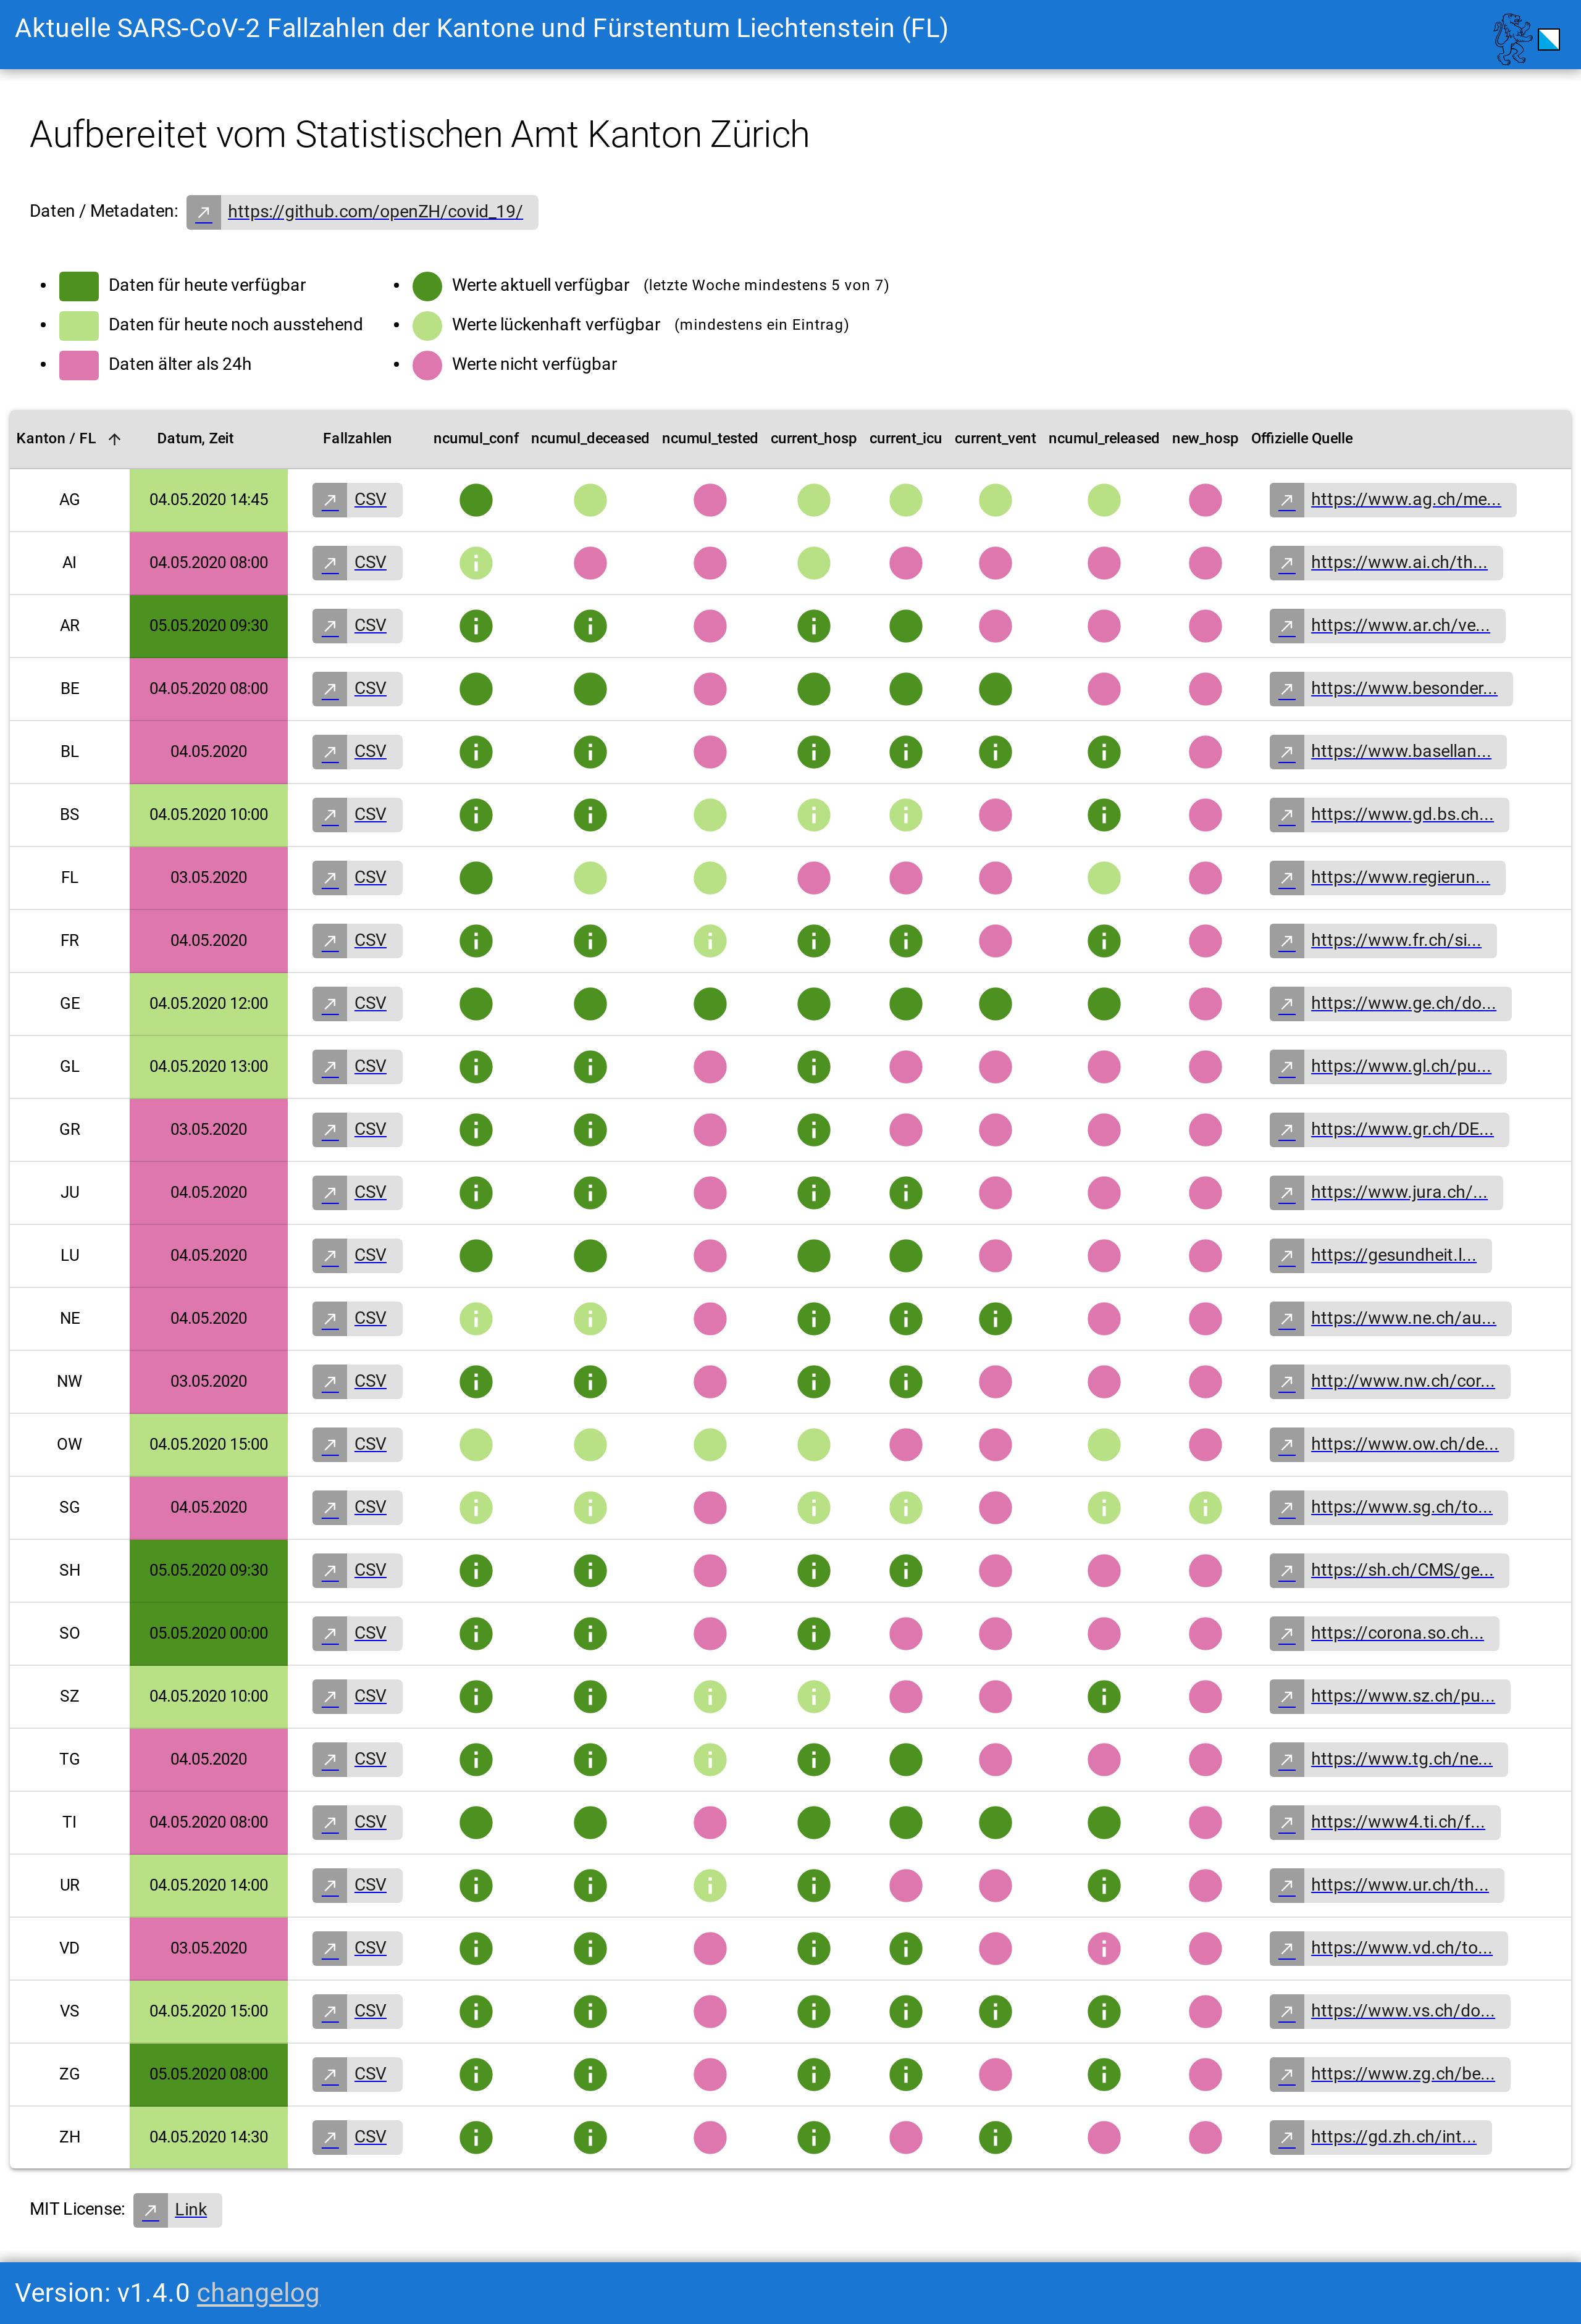 Aktuelle SARS-CoV-2 Fallzahlen der Kantone und Fürstentum Liechtenstein (FL)
Aufbereitet vom Statistischen Amt Kanton Zürich
Daten / Metadaten: https://github.com/openZH/covid_19/
Daten für heute verfügbar Werte aktuell verfügbar (letzte Woche mindestens 5 von 7)
Daten für heute noch ausstehend Werte lückenhaft verfügbar (mindestens ein Eintrag)
Daten älter als 24h Werte nicht verfügbar
Kanton / FL Datum, Zeit Fallzahlen ncumul_conf ncumul_deceased ncumul_tested current_hosp current_icu current_vent ncumul_released new_hosp Offizielle Quelle
AG 04.05.2020 14:45 CSV https://www.ag.ch/me...
AI 04.05.2020 08:00 CSV https://www.ai.ch/th...
AR 05.05.2020 09:30 CSV https://www.ar.ch/ve...
BE 04.05.2020 08:00 CSV https://www.besonder...
BL 04.05.2020 CSV https://www.basellan...
BS 04.05.2020 10:00 CSV https://www.gd.bs.ch...
FL 03.05.2020 CSV https://www.regierun...
FR 04.05.2020 CSV https://www.fr.ch/si...
GE 04.05.2020 12:00 CSV https://www.ge.ch/do...
GL 04.05.2020 13:00 CSV https://www.gl.ch/pu...
GR 03.05.2020 CSV https://www.gr.ch/DE...
JU 04.05.2020 CSV https://www.jura.ch/...
LU 04.05.2020 CSV https://gesundheit.l...
NE 04.05.2020 CSV https://www.ne.ch/au...
NW 03.05.2020 CSV http://www.nw.ch/cor...
OW 04.05.2020 15:00 CSV https://www.ow.ch/de...
SG 04.05.2020 CSV https://www.sg.ch/to...
SH 05.05.2020 09:30 CSV https://sh.ch/CMS/ge...
SO 05.05.2020 00:00 CSV https://corona.so.ch...
SZ 04.05.2020 10:00 CSV https://www.sz.ch/pu...
TG 04.05.2020 CSV https://www.tg.ch/ne...
TI 04.05.2020 08:00 CSV https://www4.ti.ch/f...
UR 04.05.2020 14:00 CSV https://www.ur.ch/th...
VD 03.05.2020 CSV https://www.vd.ch/to...
VS 04.05.2020 15:00 CSV https://www.vs.ch/do...
ZG 05.05.2020 08:00 CSV https://www.zg.ch/be...
ZH 04.05.2020 14:30 CSV https://gd.zh.ch/int...
MIT License: Link
Version: v1.4.0 changelog